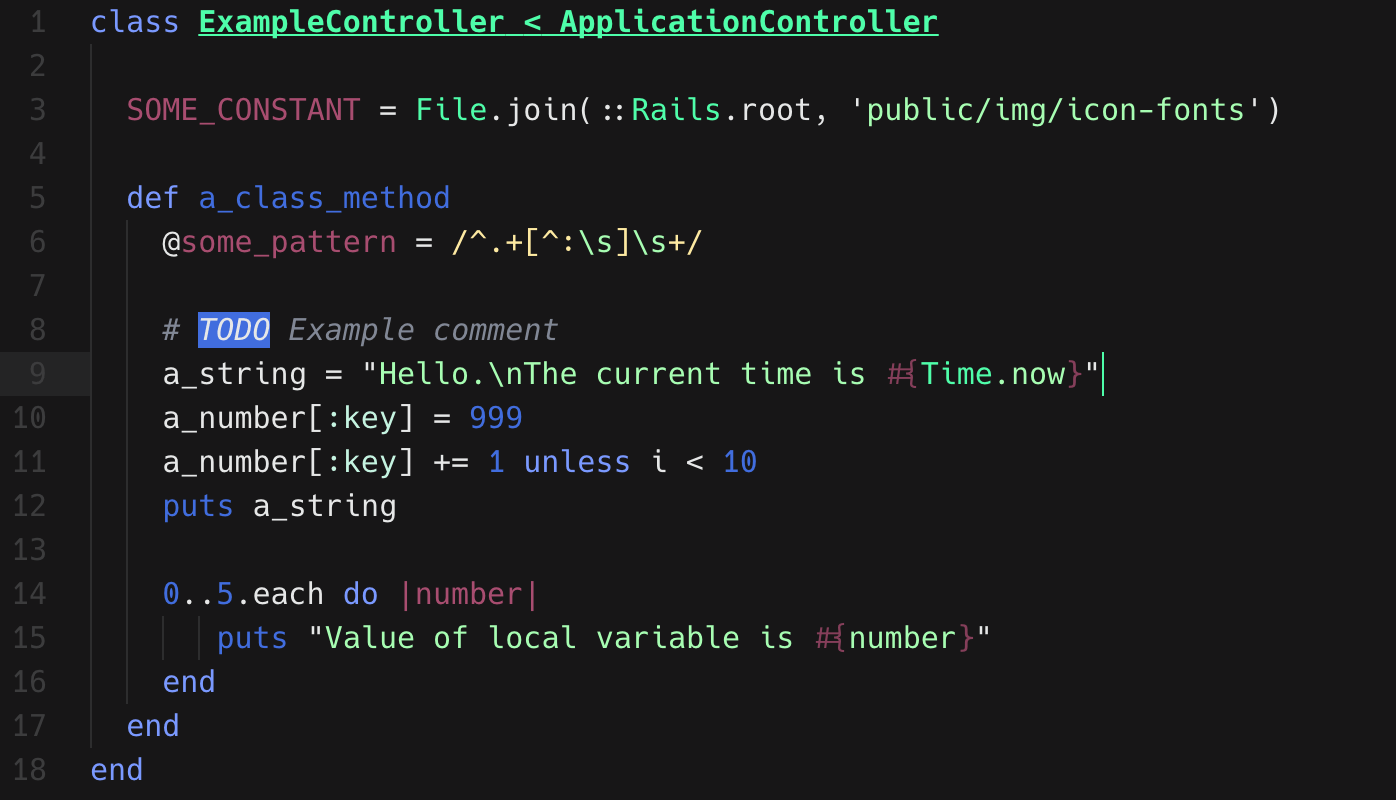 1 class ExampleController < ApplicationController
2
3 SOME_CONSTANT = File.join(::Rails.root, 'public/img/icon-fonts')
4
5 def a_class_method
6 @some_pattern = /^.+[^:\s]\s+/
7
8 # TODO Example comment
9 a_string = "Hello.\nThe current time is #{Time.now}"
10 a_number[:key] = 999
11 a_number[:key] += 1 unless i < 10
12 puts a_string
13
14 0..5.each do |number|
15 puts "Value of local variable is #{number}"
16 end
17 end
18 end